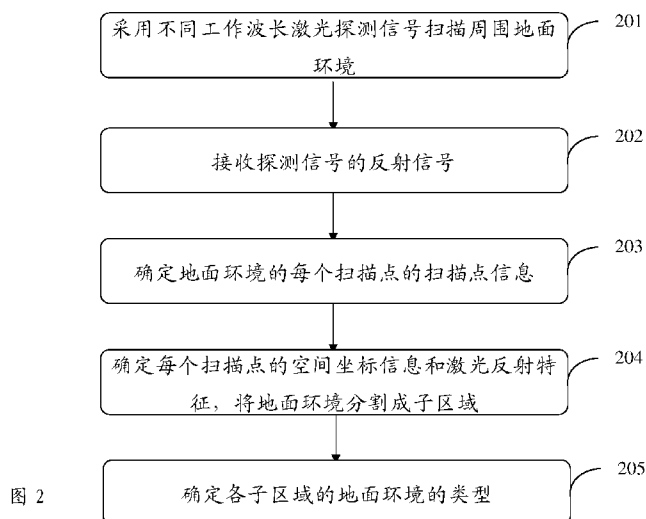 采用不同工作波长激光探测信号扫描周围地面
环境
201
接收探测信号的反射信号
202
确定地面环境的每个扫描点的扫描点信息
203
确定每个扫描点的空间坐标信息和激光反射特
征，将地面环境分割成子区域
204
确定各子区域的地面环境的类型
205
图 2